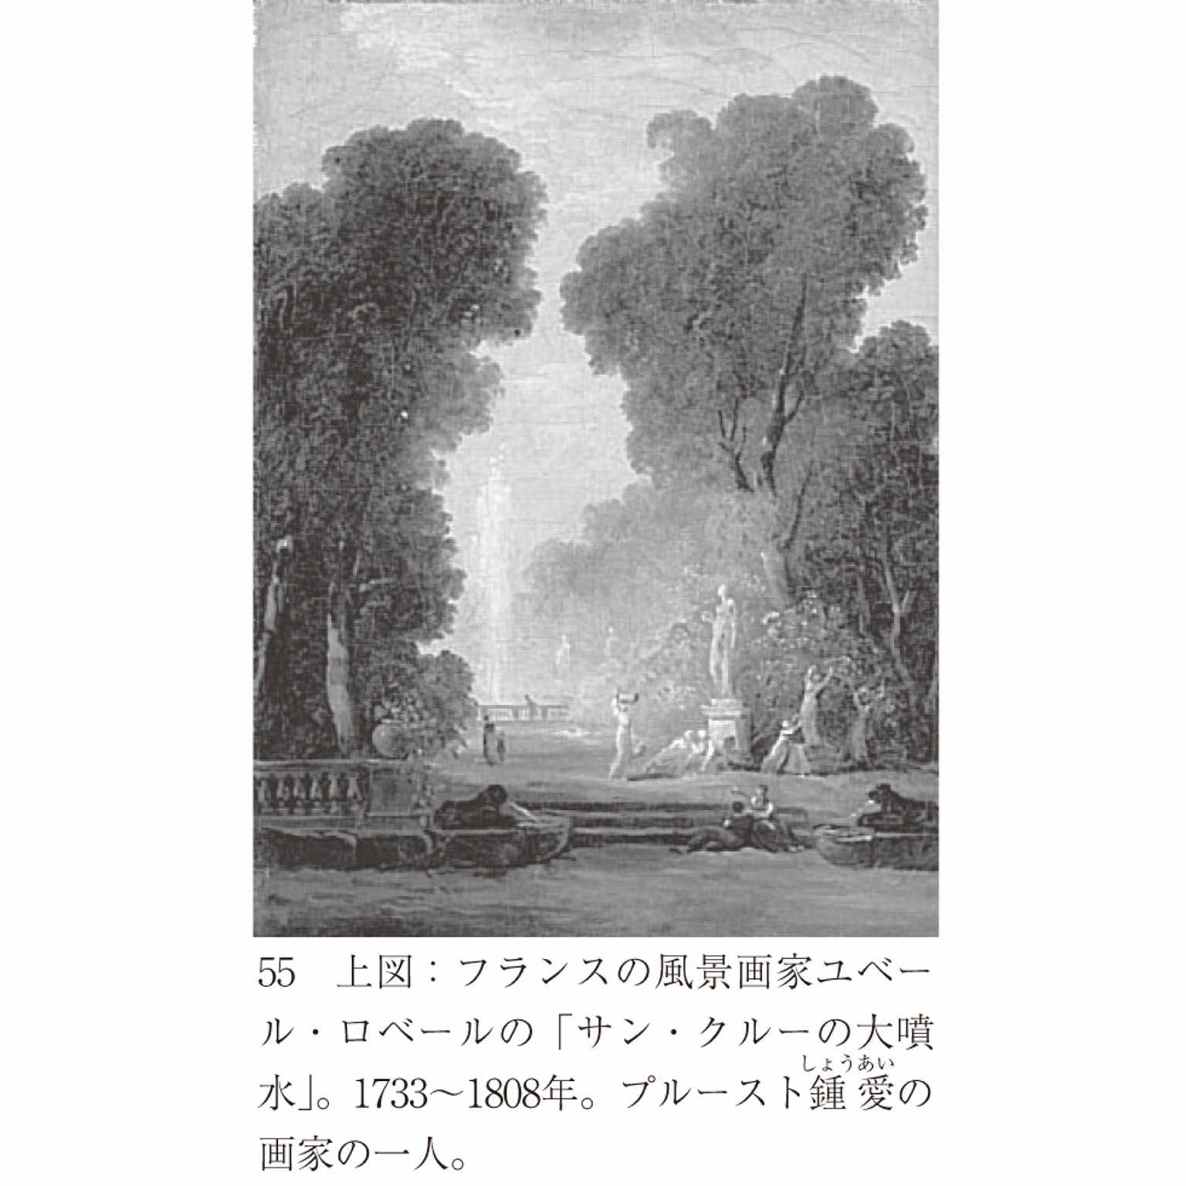 55　上図：フランスの風景画家ユベー
ル・ロベールの「サン・クルーの大噴
しょうあい
水」。1733〜1808年。プルースト鍾愛の
画家の一人。